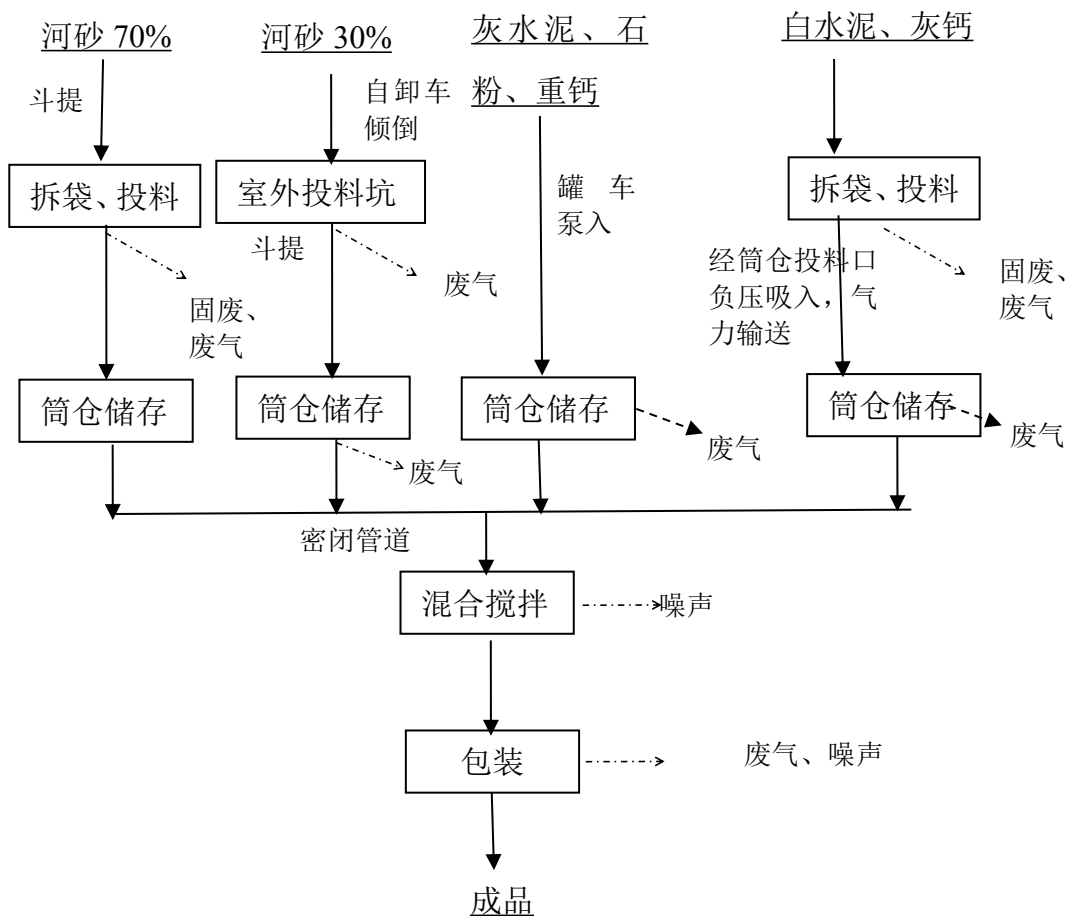 河砂 70%
河砂 30%
灰水泥、石
粉、重钙
白水泥、灰钙
斗提
自卸车
倾倒
拆袋、投料
室外投料坑
罐 车
泵入
拆袋、投料
斗提
固废、
废气
废气
经筒仓投料口
负压吸入，气
力输送
固废、
废气
筒仓储存
筒仓储存
筒仓储存
筒仓储存
废气
废气
废气
密闭管道
混合搅拌
噪声
包装
废气、噪声
成品